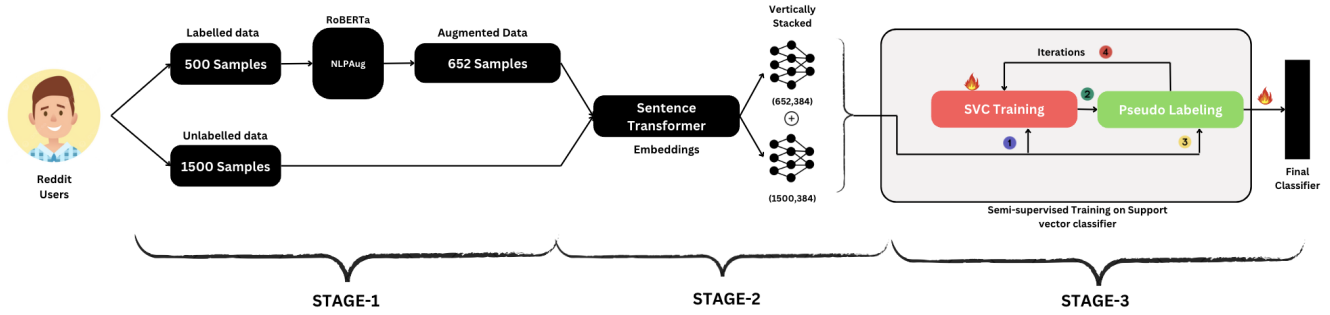 Reddit
Users
Labelled data
500 Samples
RoBERTa
NLPAug
Augmented Data
652 Samples
Unlabelled data
1500 Samples
Sentence
Transformer
Embeddings
Vertically
Stacked
(652,384)
+
(1500,384)
Iterations 4
SVC Training
2
Pseudo Labeling
1
3
Final
Classifier
Semi-supervised Training on Support
vector classifier
STAGE-1
STAGE-2
STAGE-3